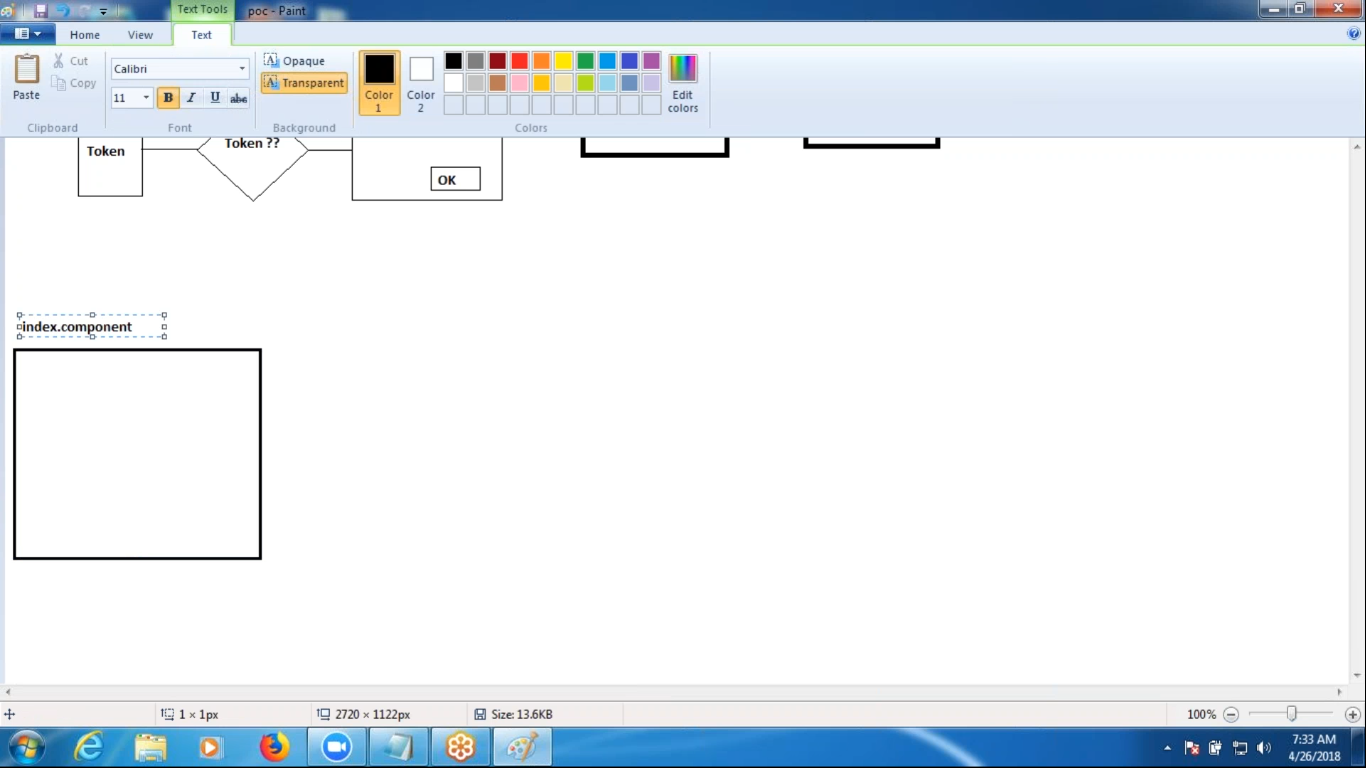 Text Tools
poc - Paint
Home
View
Text
Paste
Cut
Copy
Clipboard
Calibri
11
B
I
U
abc
Font
Opaque
Transparent
Background
Color 1
Color 2
Edit colors
Colors
Token
Token ??
OK
index.component
1 × 1px
2720 × 1122px
Size: 13.6KB
100%
7:33 AM
4/26/2018